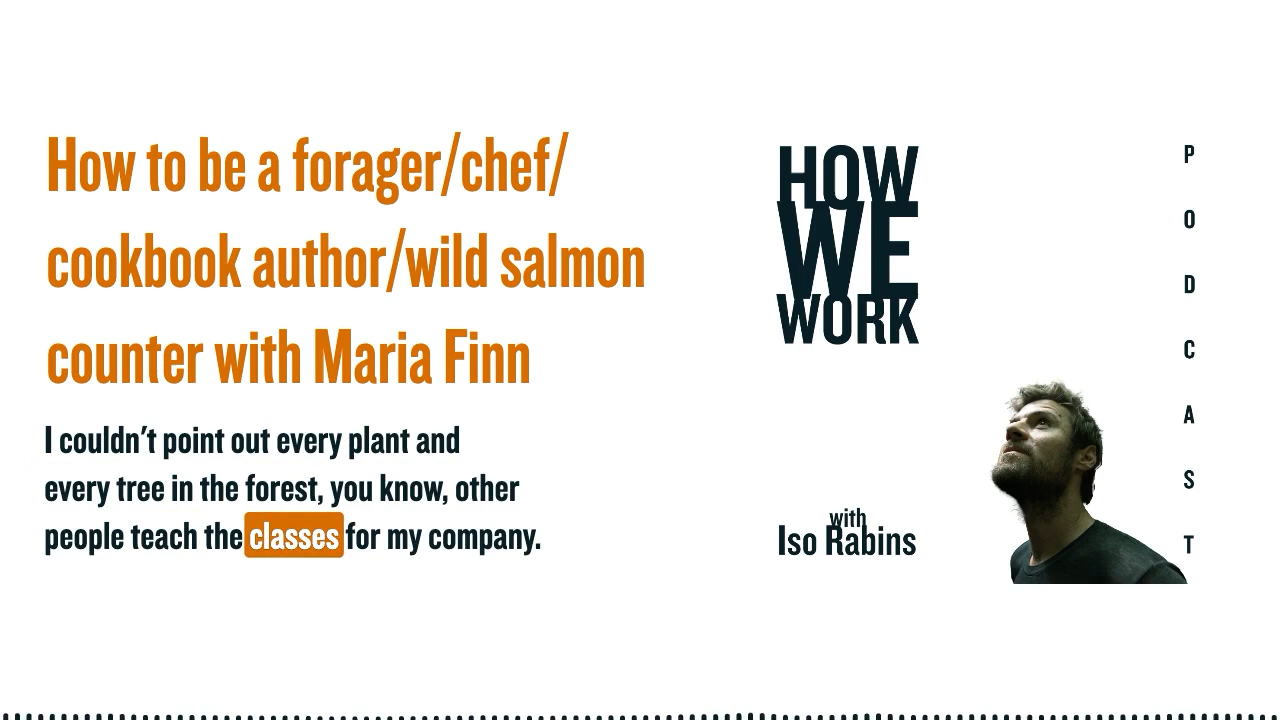 How to be a forager/chef/
cookbook author/wild salmon
counter with Maria Finn
I couldn't point out every plant and
every tree in the forest, you know, other
people teach the classes for my company.
HOW
WE
WORK
with
Iso Rabins
P
O
D
C
A
S
T